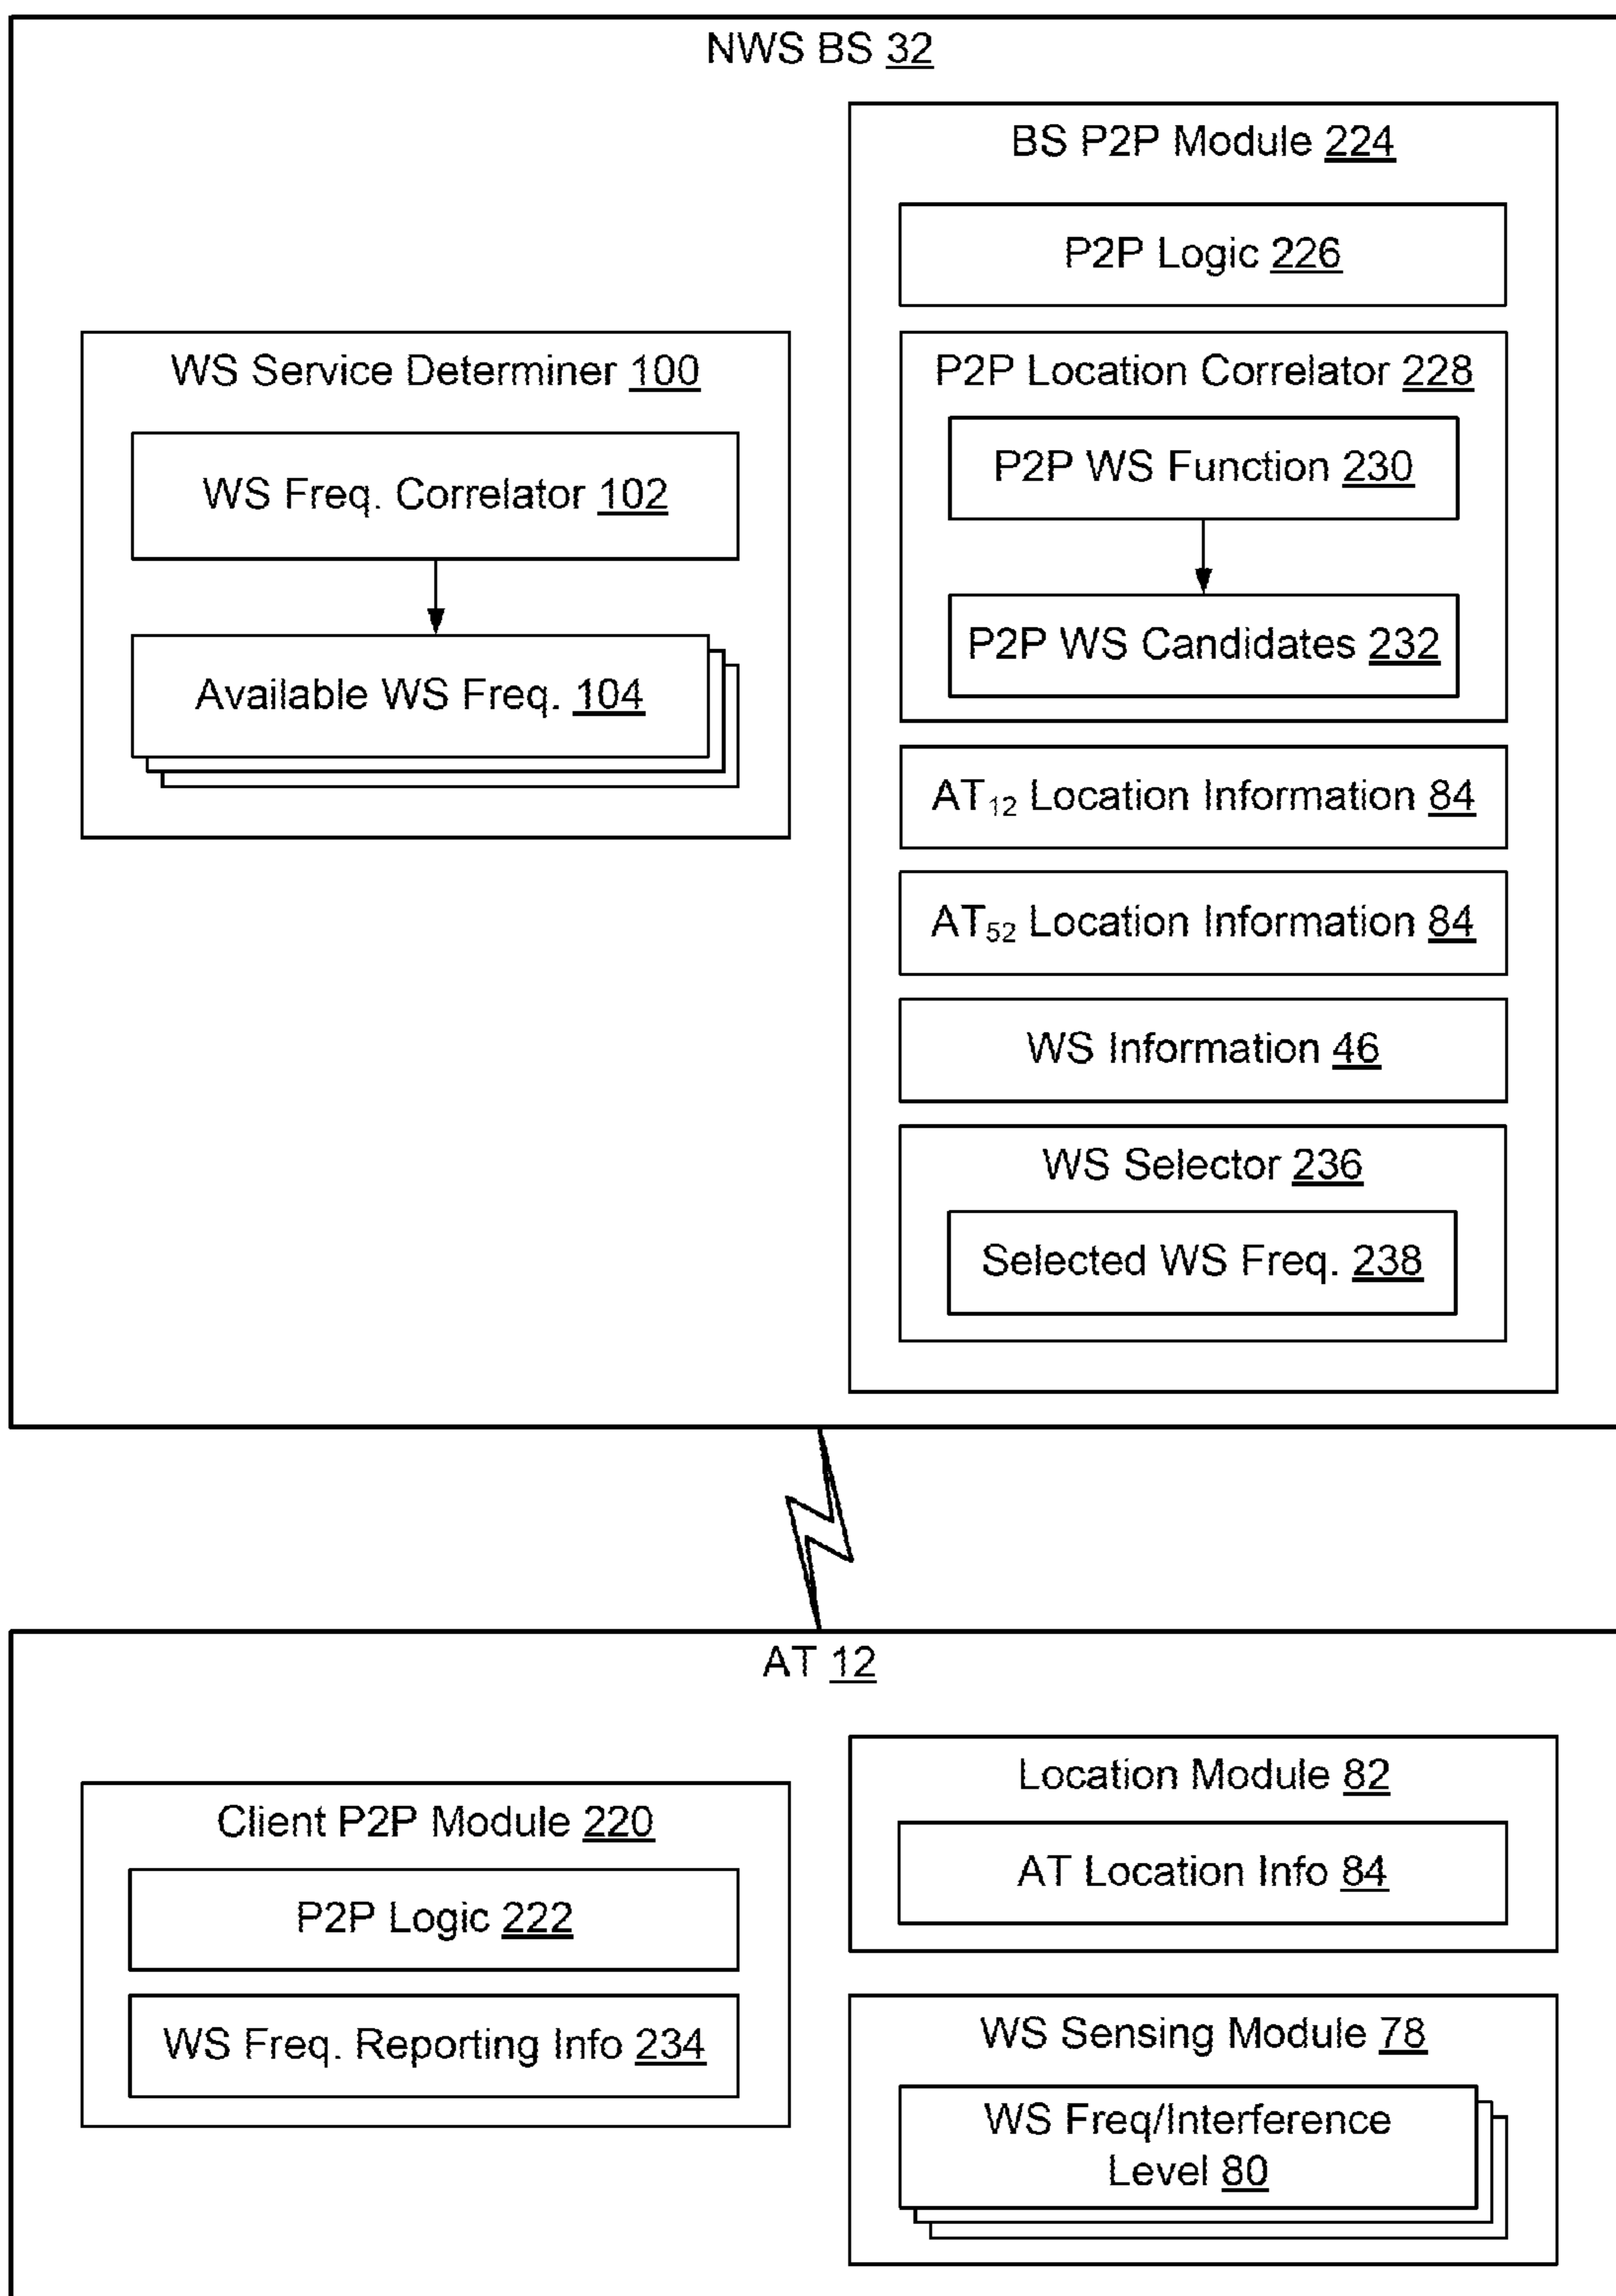 NWS BS 32
BS P2P Module 224
P2P Logic 226
WS Service Determiner 100
WS Freq. Correlator 102
Available WS Freq. 104
P2P Location Correlator 228
P2P WS Function 230
P2P WS Candidates 232
AT12 Location Information 84
AT52 Location Information 84
WS Information 46
WS Selector 236
Selected WS Freq. 238
AT 12
Client P2P Module 220
P2P Logic 222
WS Freq. Reporting Info 234
Location Module 82
AT Location Info 84
WS Sensing Module 78
WS Freq/Interference
Level 80